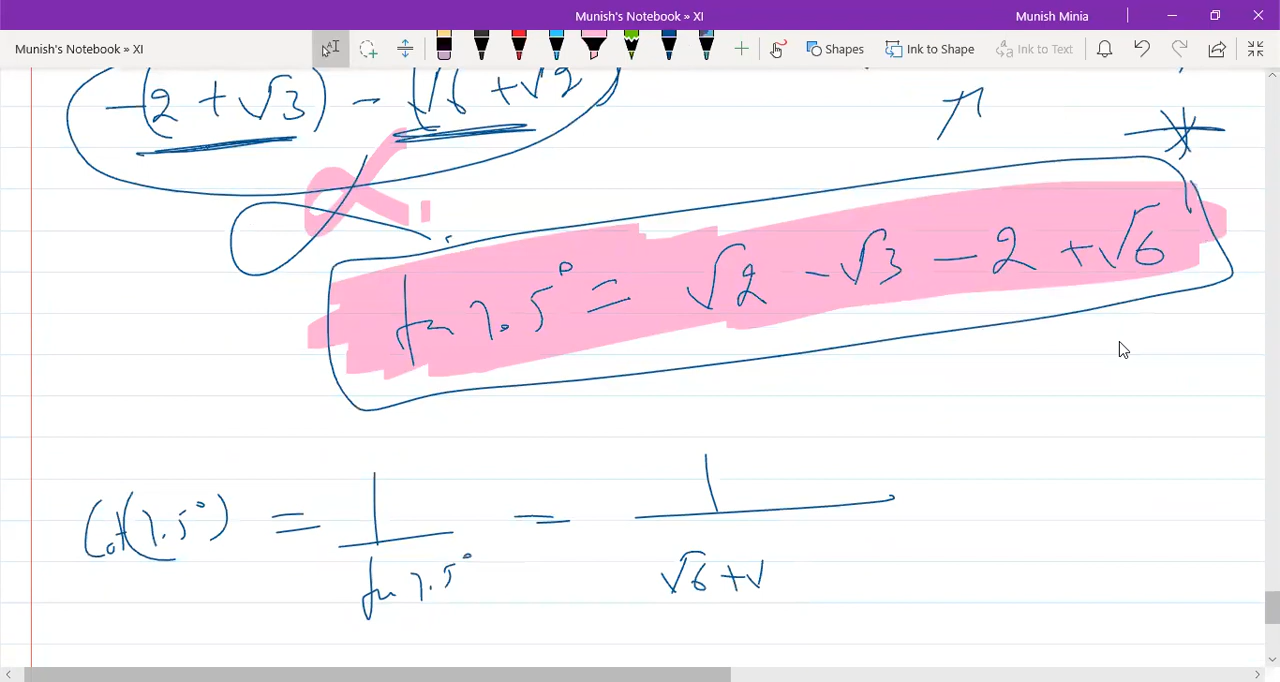 Munish's Notebook » XI
Munish Minia
Munish's Notebook » XI
Shapes
Ink to Shape
Ink to Text
-(2 + √3) - (√6 + √2
tan 7.5° = √2 - √3 - 2 + √6
Cot(7.5°) = 1 / tan 7.5° = 1 / √6 + √